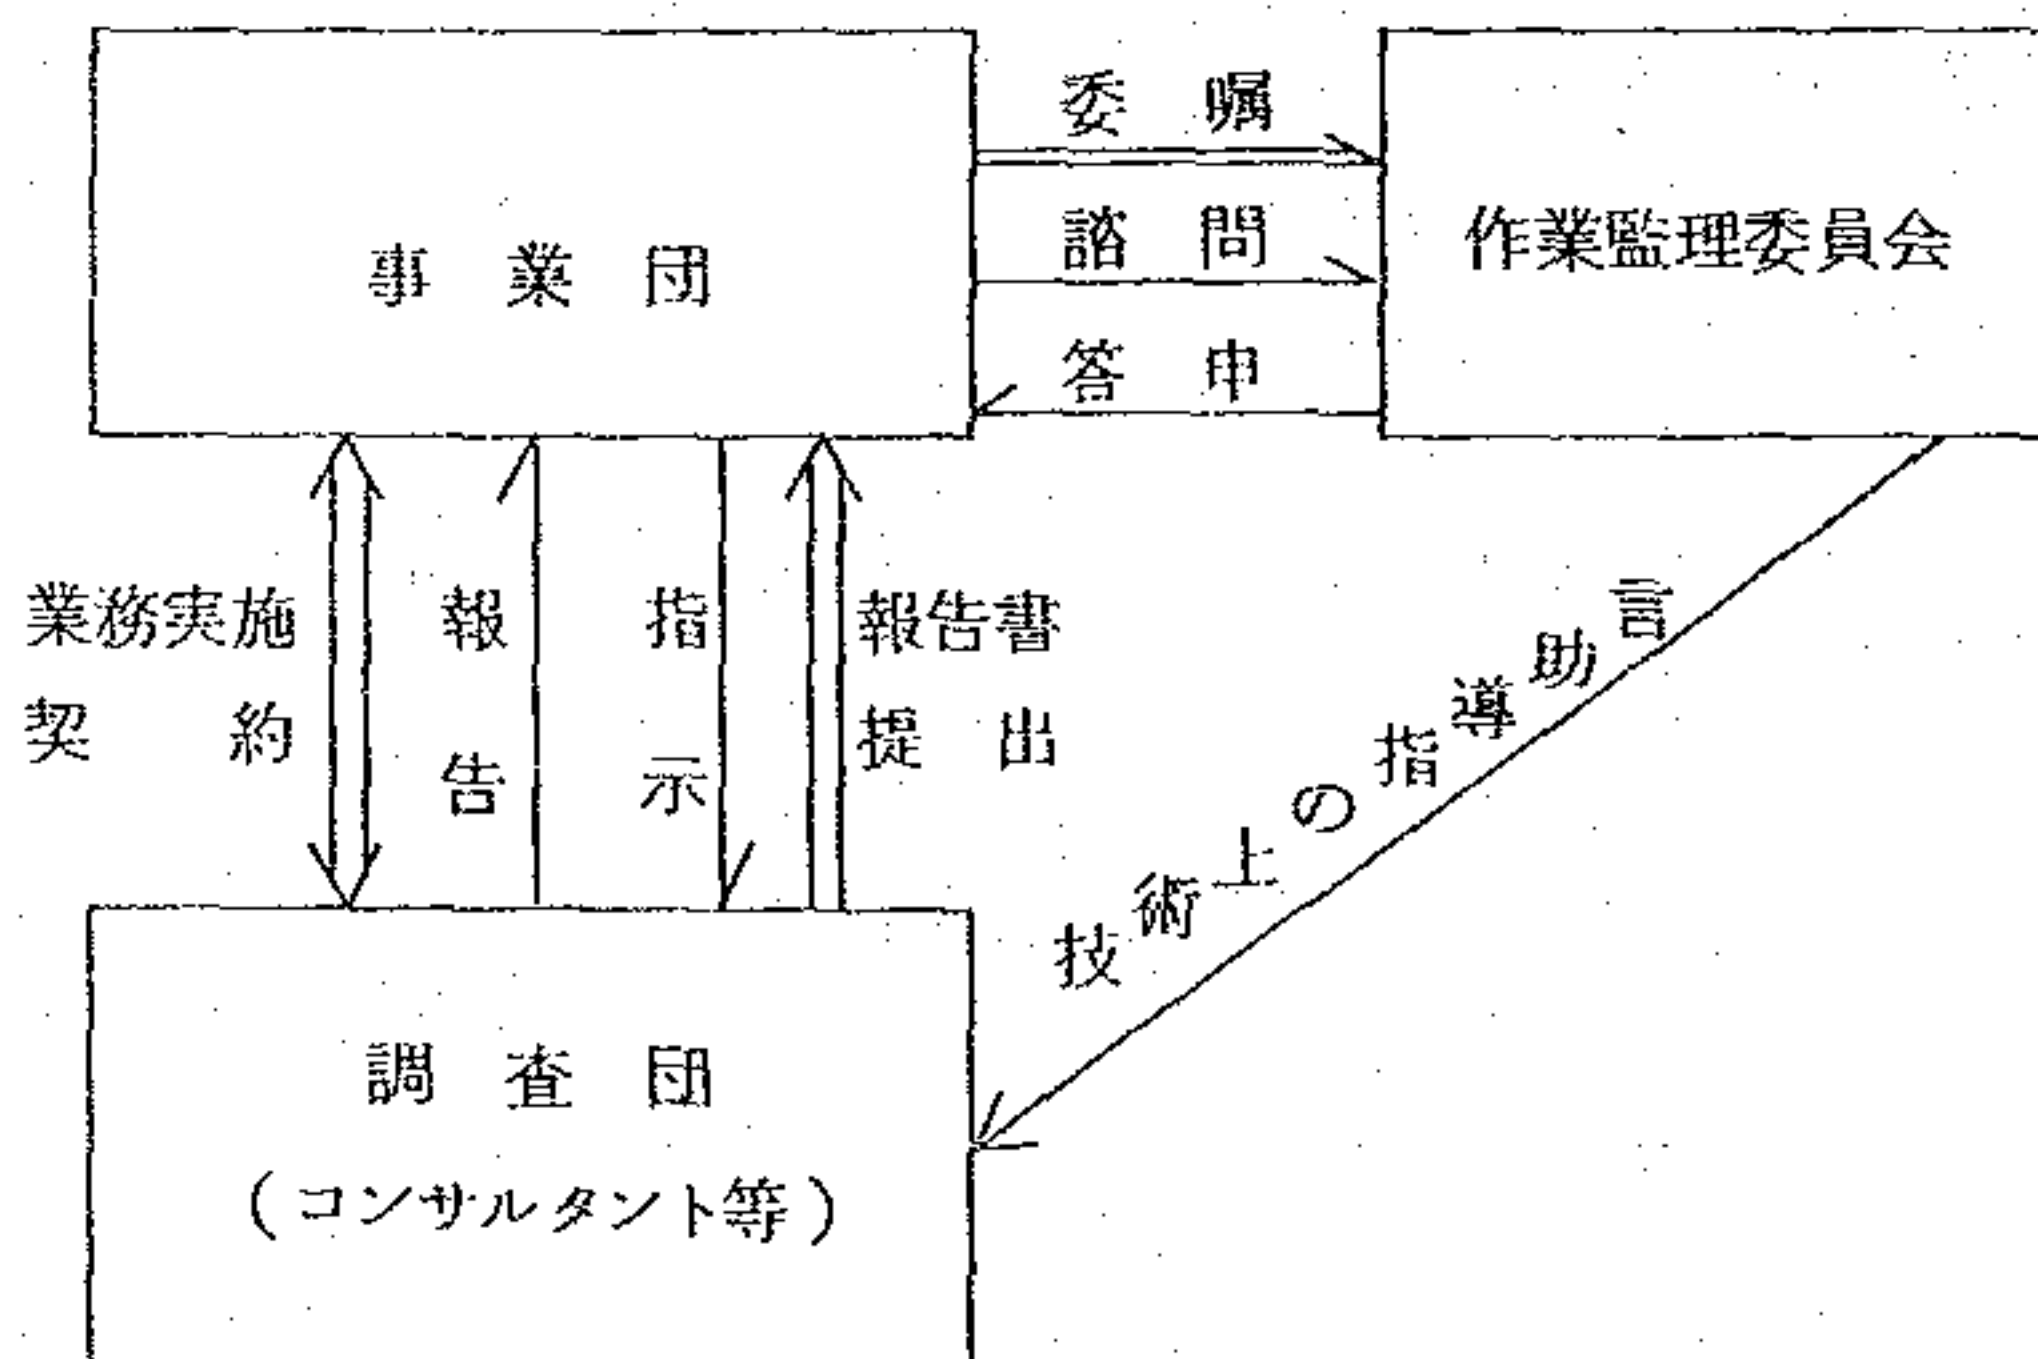 委嘱
諮問
答申
事業団
作業監理委員会
業務実施
契約
報告
指示
報告書
提出
技術上の指導助言
調査団
(コンサルタント等)